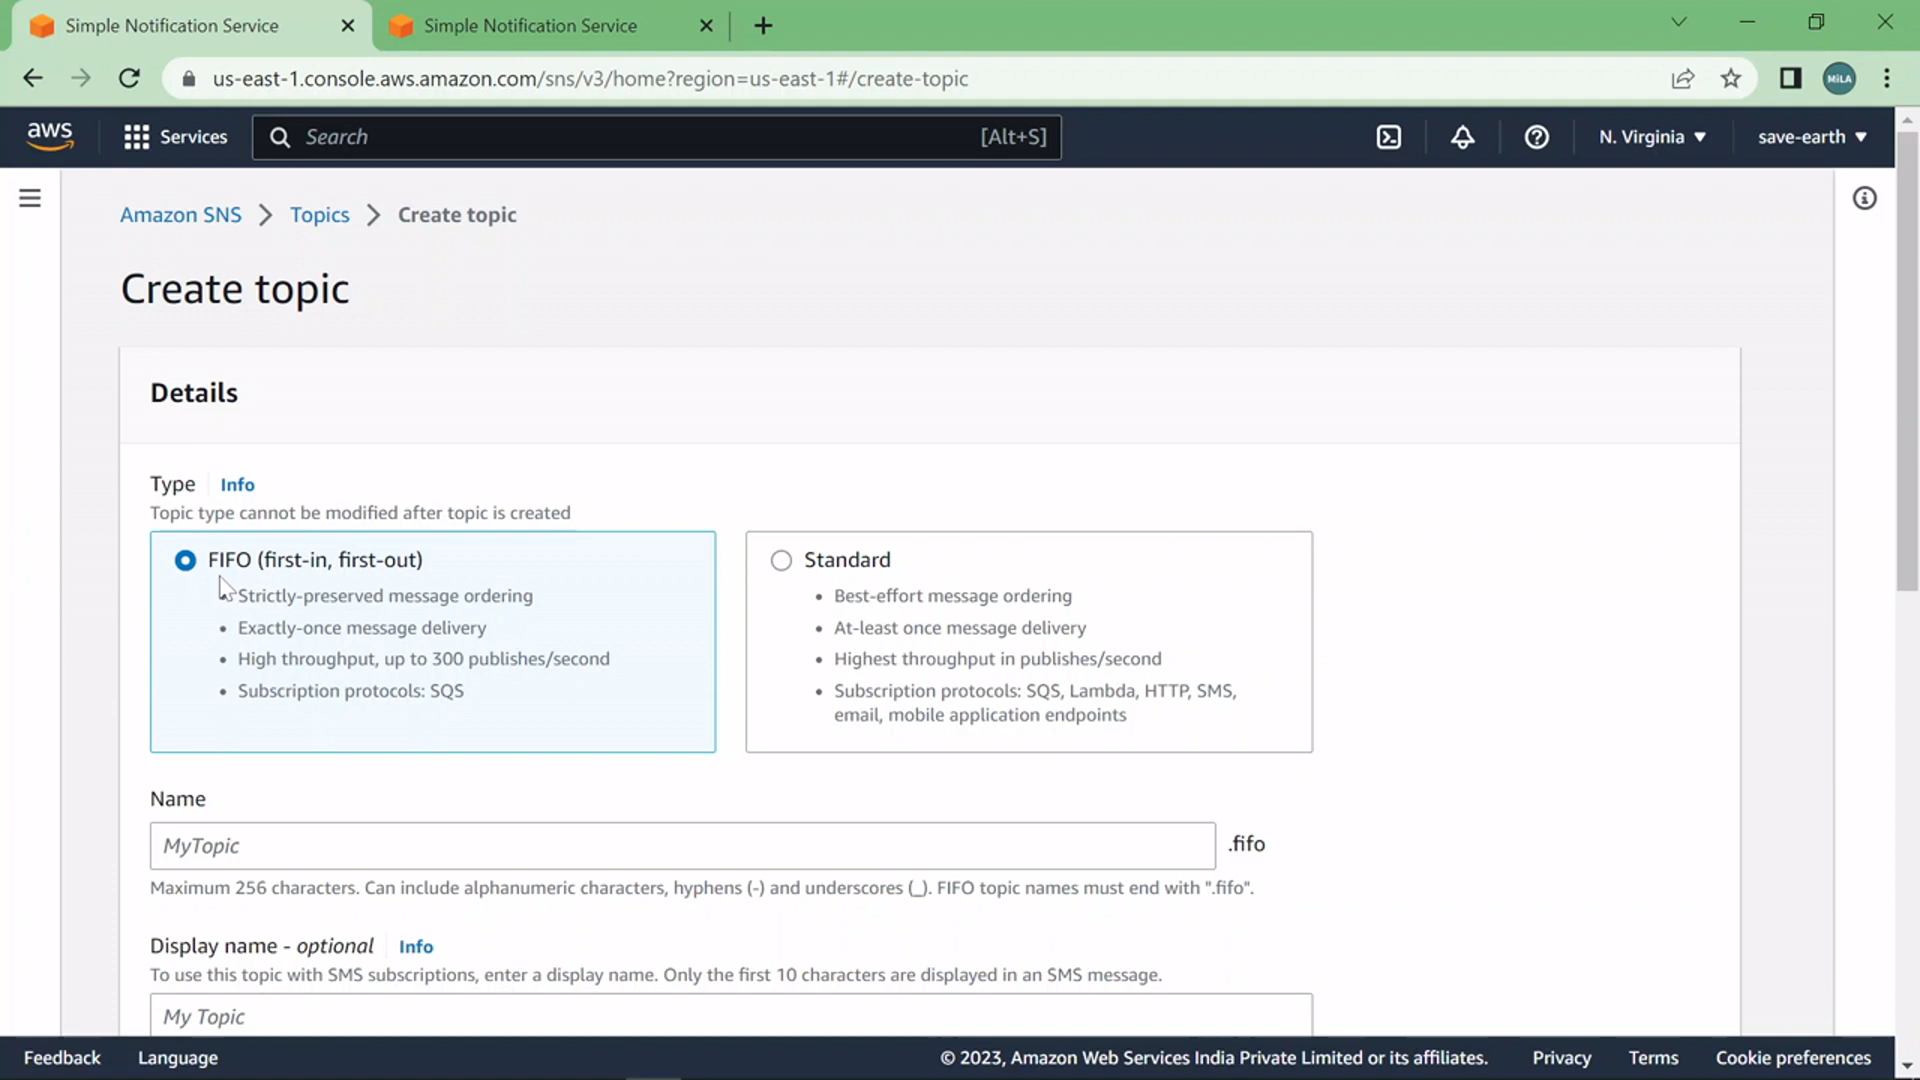 Simple Notification Service
Simple Notification Service
us-east-1.console.aws.amazon.com/sns/v3/home?region=us-east-1#/create-topic
MiLA
aws
Services
Search
[Alt+S]
N. Virginia
save-earth
Amazon SNS
Topics
Create topic
Create topic
Details
Type
Info
Topic type cannot be modified after topic is created
FIFO (first-in, first-out)
• Strictly-preserved message ordering
• Exactly-once message delivery
• High throughput, up to 300 publishes/second
• Subscription protocols: SQS
Standard
• Best-effort message ordering
• At-least once message delivery
• Highest throughput in publishes/second
• Subscription protocols: SQS, Lambda, HTTP, SMS,
email, mobile application endpoints
Name
MyTopic
.fifo
Maximum 256 characters. Can include alphanumeric characters, hyphens (-) and underscores (_). FIFO topic names must end with ".fifo".
Display name - optional
Info
To use this topic with SMS subscriptions, enter a display name. Only the first 10 characters are displayed in an SMS message.
My Topic
Feedback
Language
© 2023, Amazon Web Services India Private Limited or its affiliates.
Privacy
Terms
Cookie preferences